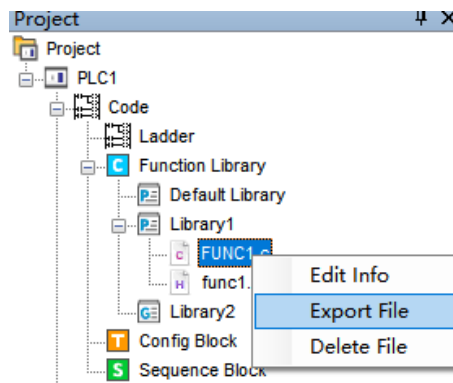 Project
Project
PLC1
Code
Ladder
C Function Library
P Default Library
P Library1
C FUNC1.c
H func1.
G Library2
T Config Block
S Sequence Block
Edit Info
Export File
Delete File